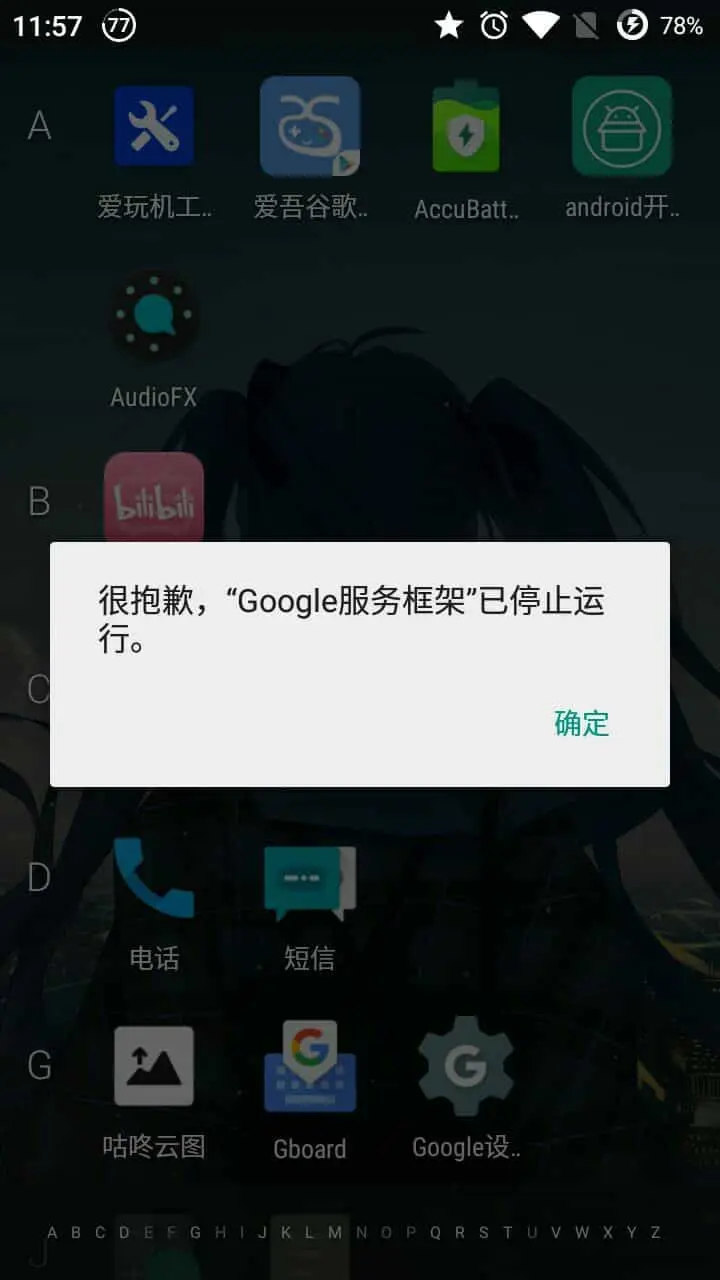 11:57 77 78%
A
爱玩机工..
爱吾谷歌..
AccuBatt..
android开..
AudioFX
B
bilibili
很抱歉，“Google服务框架”已停止运
行。
确定
C
D
电话
短信
G
G
G
咕咚云图
Gboard
Google设..
A B C D E F G H I J K L M N O P Q R S T U V W X Y Z
J